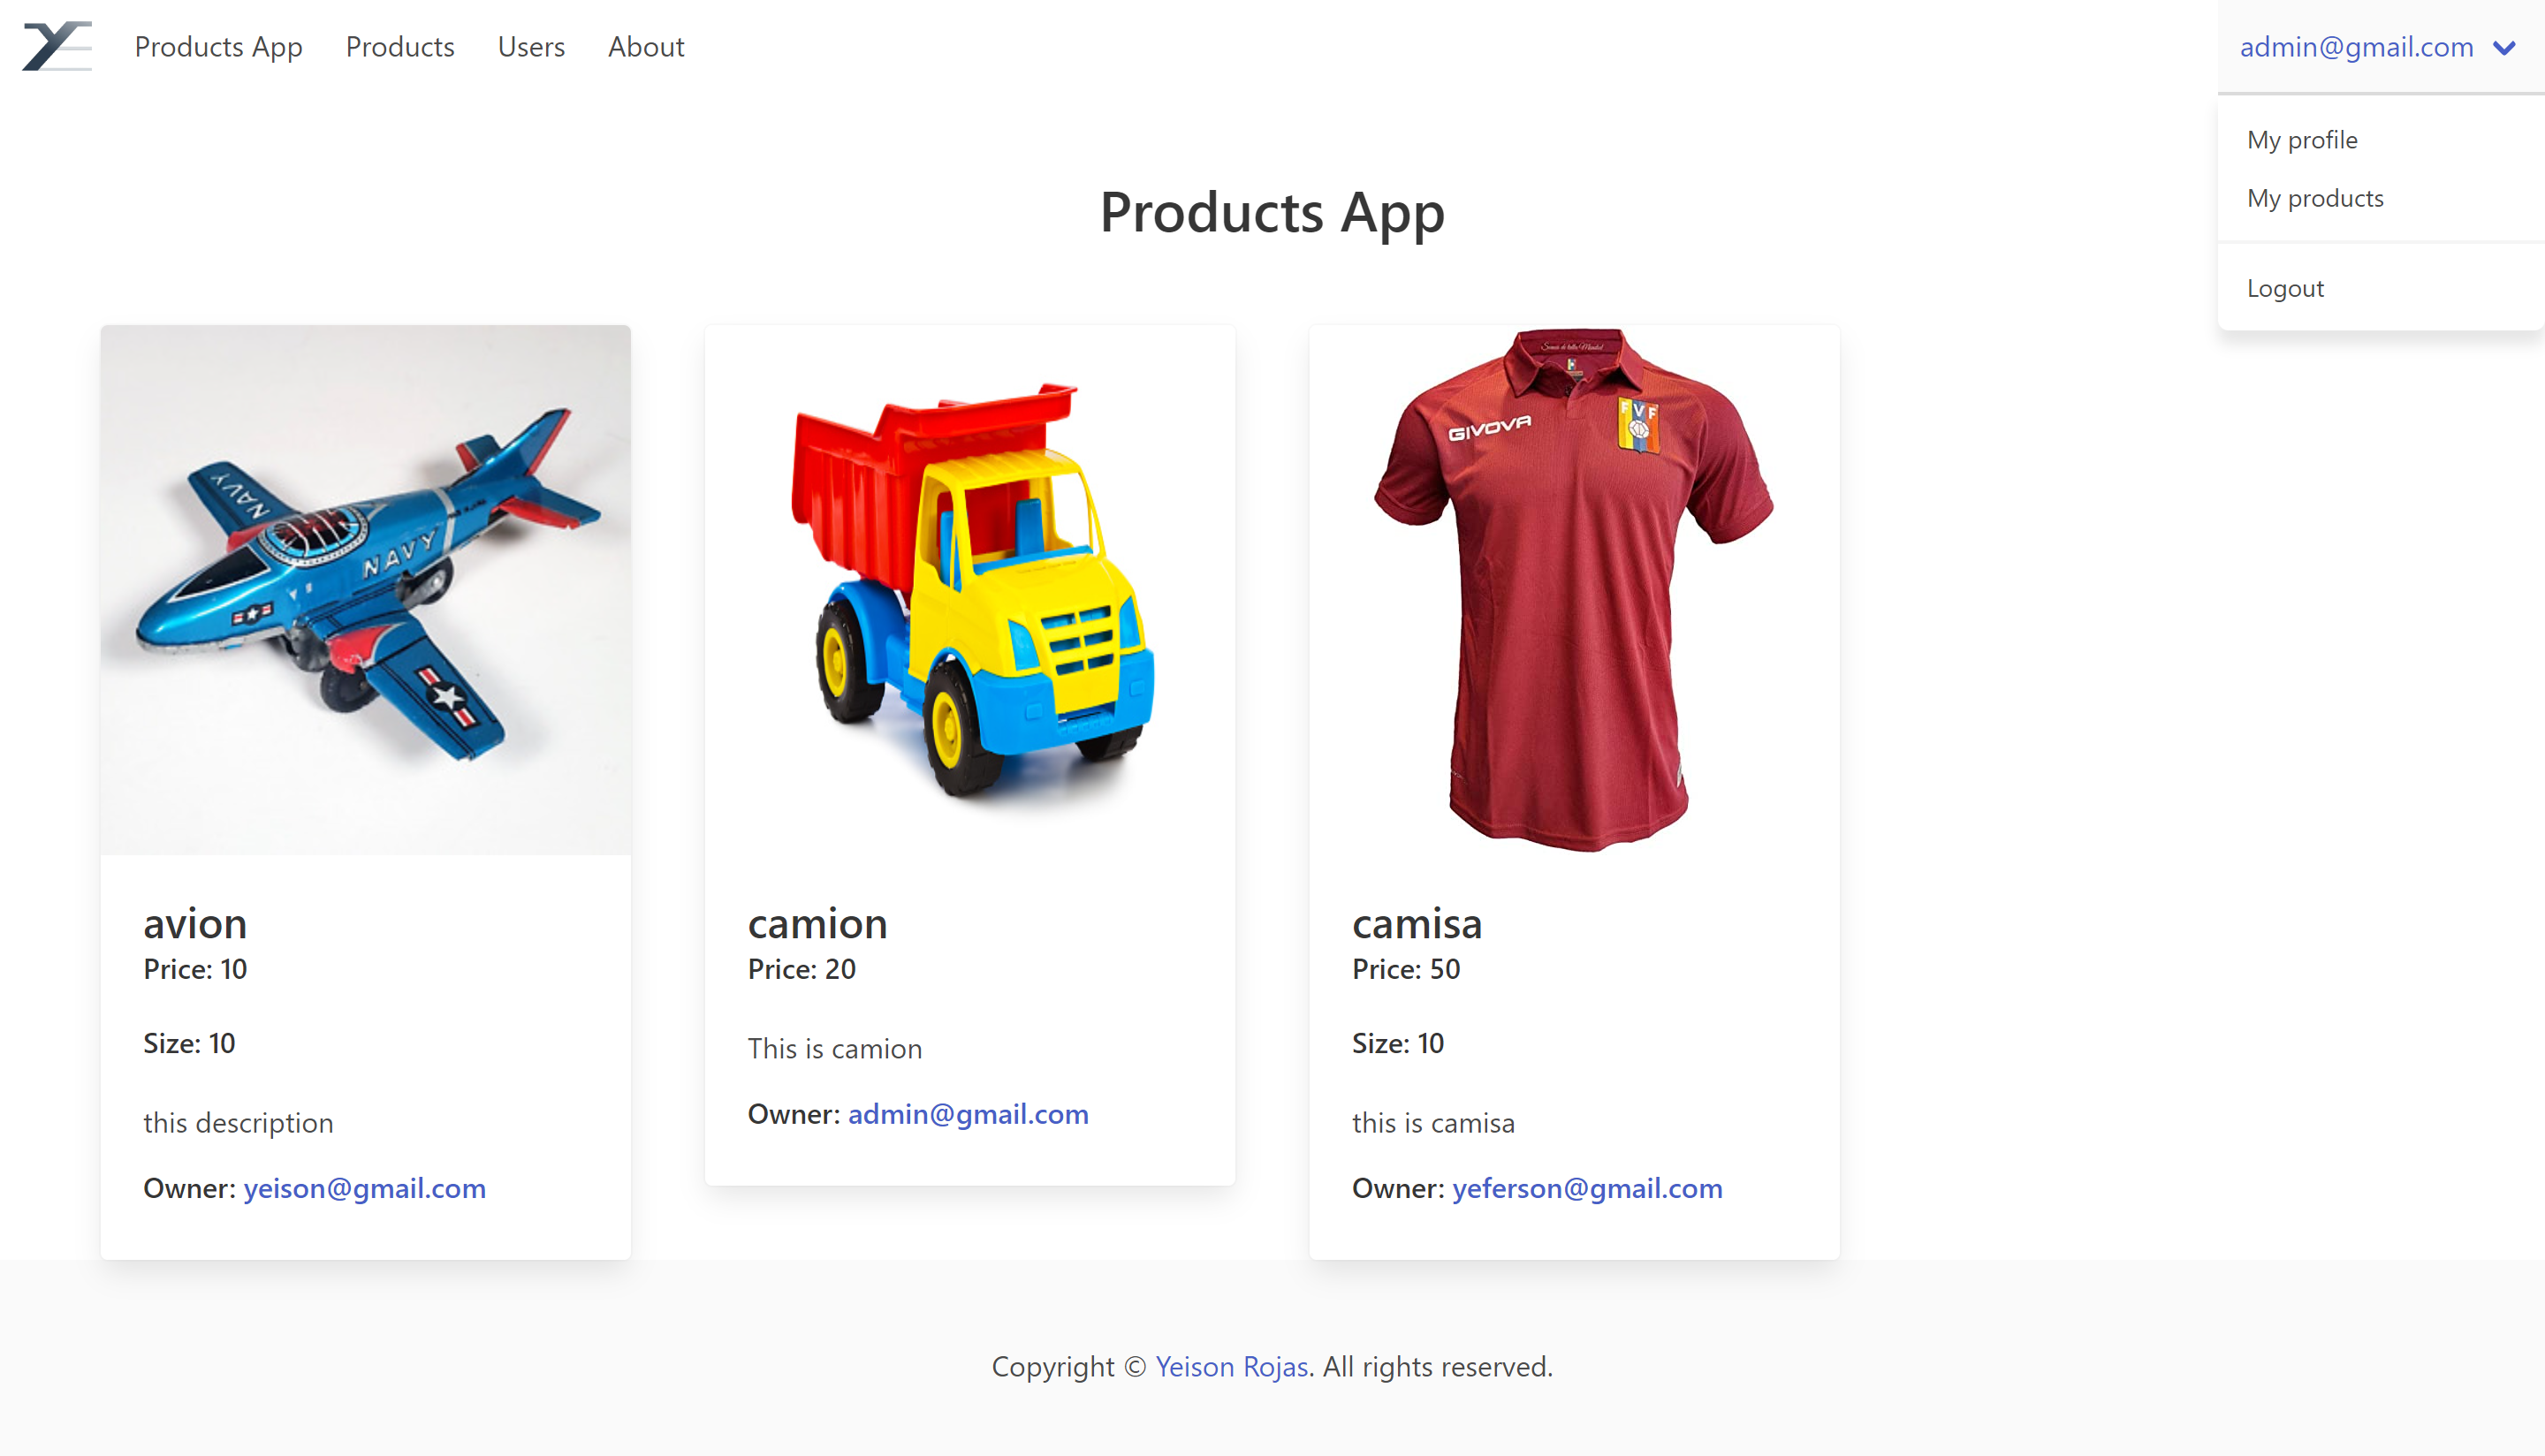 Products App Products Users About
admin@gmail.com
My profile
My products
Logout
Products App
NAVY
NAVY
GIVOVA
FVF
avion
Price: 10
Size: 10
this description
Owner: yeison@gmail.com
camion
Price: 20
This is camion
Owner: admin@gmail.com
camisa
Price: 50
Size: 10
this is camisa
Owner: yeferson@gmail.com
Copyright © Yeison Rojas. All rights reserved.